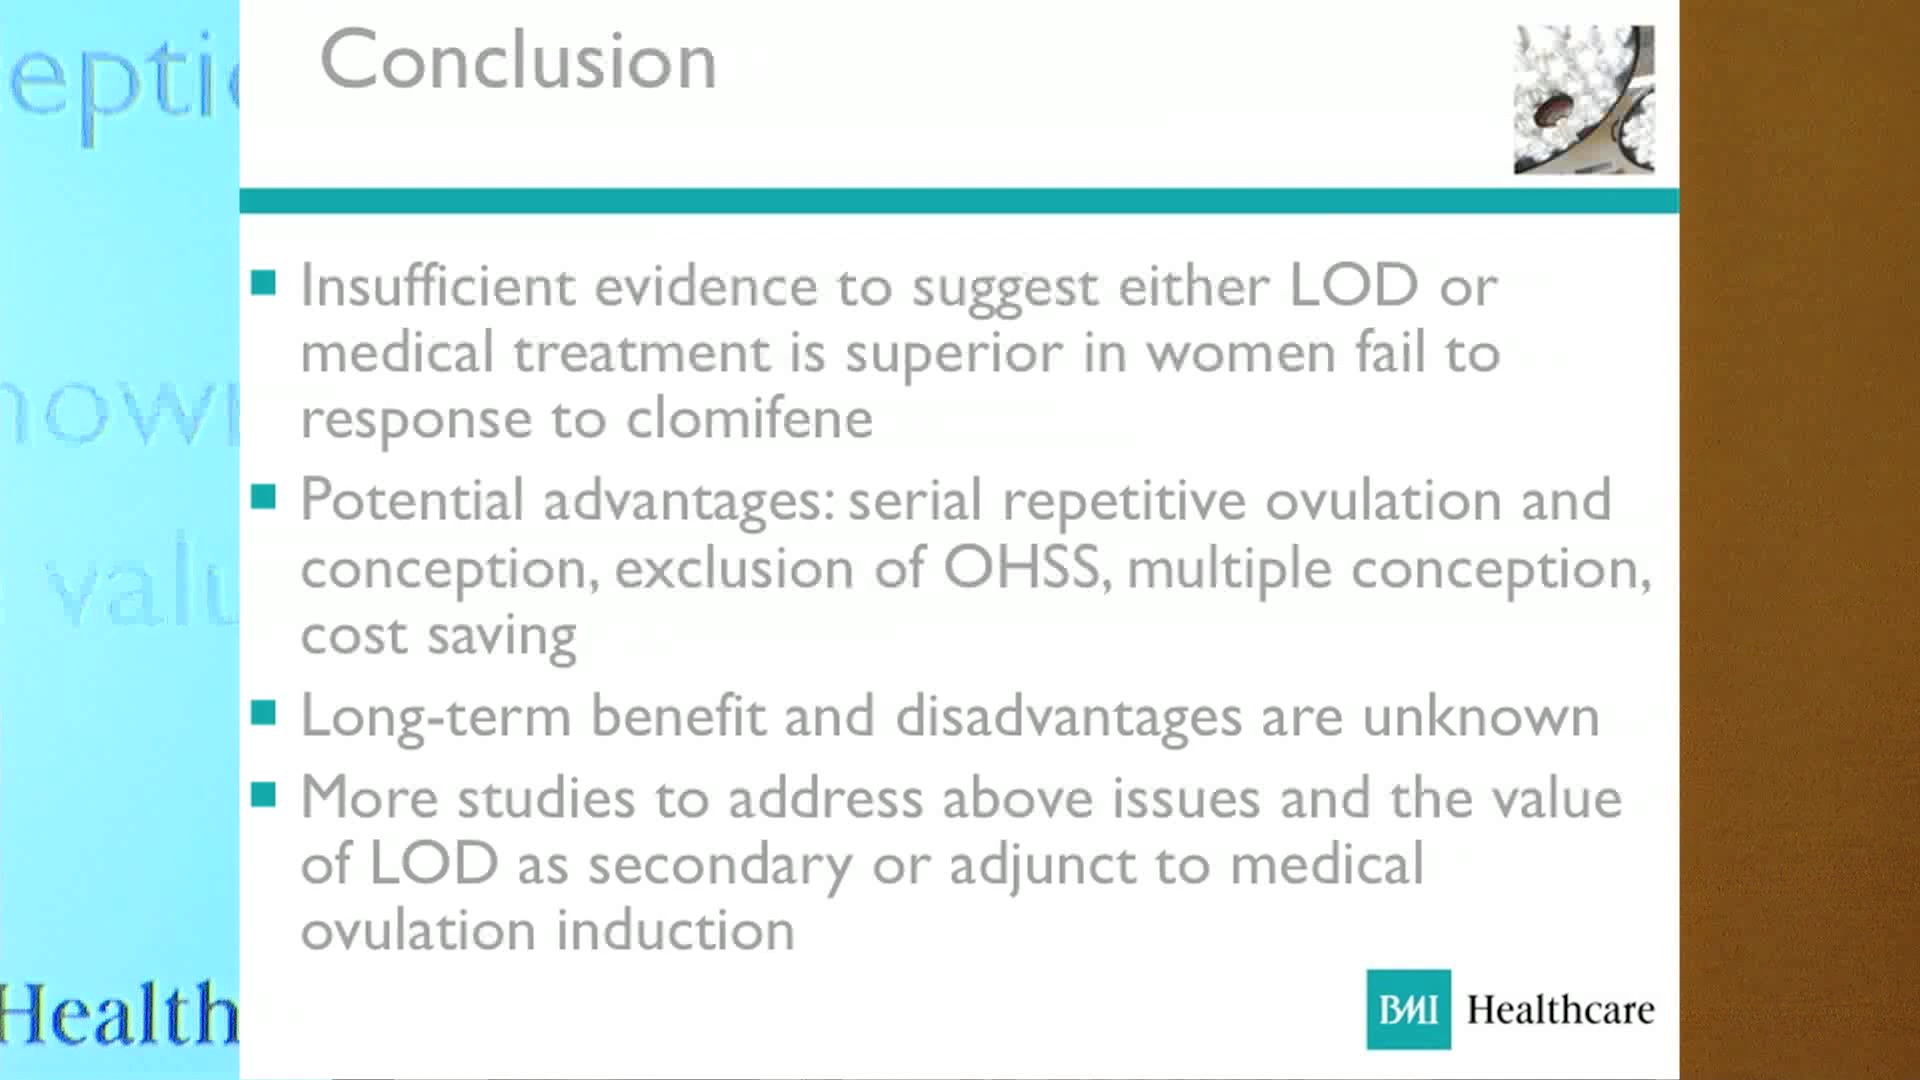 Conclusion
Insufficient evidence to suggest either LOD or
medical treatment is superior in women fail to
response to clomifene
Potential advantages: serial repetitive ovulation and
conception, exclusion of OHSS, multiple conception,
cost saving
Long-term benefit and disadvantages are unknown
More studies to address above issues and the value
of LOD as secondary or adjunct to medical
ovulation induction
BMI Healthcare
Health